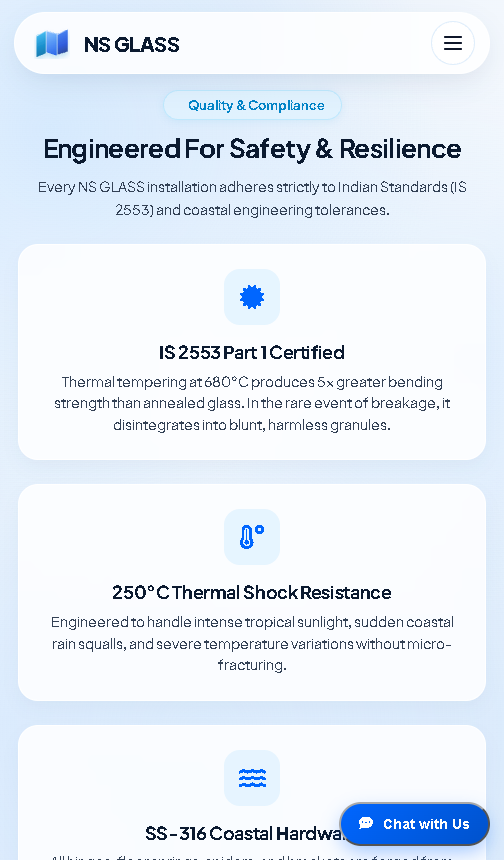 NS GLASS
Quality & Compliance
Engineered For Safety & Resilience
Every NS GLASS installation adheres strictly to Indian Standards (IS
2553) and coastal engineering tolerances.
IS 2553 Part 1 Certified
Thermal tempering at 680°C produces 5x greater bending
strength than annealed glass. In the rare event of breakage, it
disintegrates into blunt, harmless granules.
250°C Thermal Shock Resistance
Engineered to handle intense tropical sunlight, sudden coastal
rain squalls, and severe temperature variations without micro-
fracturing.
SS-316 Coastal
Chat with Us